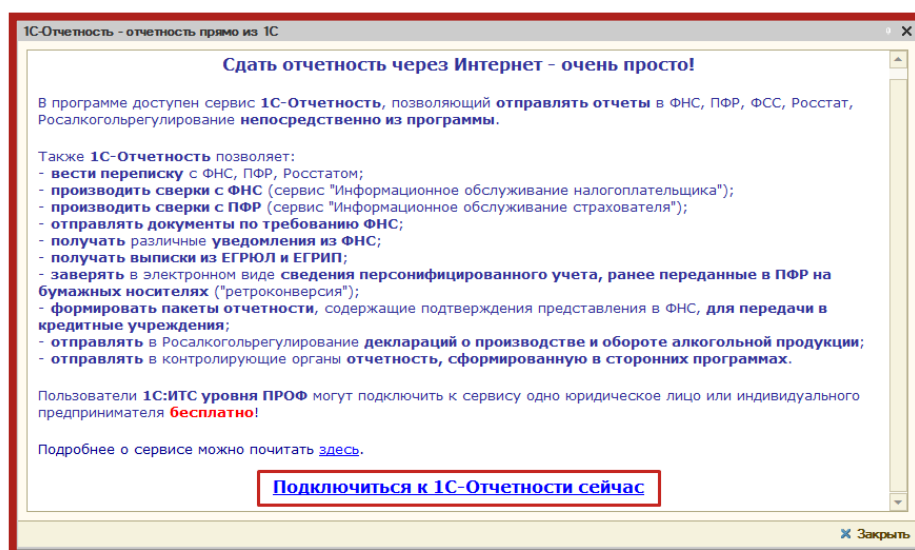 1С-Отчетность - отчетность прямо из 1С
Сдать отчетность через Интернет - очень просто!
В программе доступен сервис 1С-Отчетность, позволяющий отправлять отчеты в ФНС, ПФР, ФСС, Росстат,
Росалкогольрегулирование непосредственно из программы.
Также 1С-Отчетность позволяет:
- вести переписку с ФНС, ПФР, Росстатом;
- производить сверки с ФНС (сервис "Информационное обслуживание налогоплательщика");
- производить сверки с ПФР (сервис "Информационное обслуживание страхователя");
- отправлять документы по требованию ФНС;
- получать различные уведомления из ФНС;
- получать выписки из ЕГРЮЛ и ЕГРИП;
- заверять в электронном виде сведения персонифицированного учета, ранее переданные в ПФР на
бумажных носителях ("ретроконверсия");
- формировать пакеты отчетности, содержащие подтверждения представления в ФНС, для передачи в
кредитные учреждения;
- отправлять в Росалкогольрегулирование деклараций о производстве и обороте алкогольной продукции;
- отправлять в контролирующие органы отчетность, сформированную в сторонних программах.
Пользователи 1С:ИТС уровня ПРОФ могут подключить к сервису одно юридическое лицо или индивидуального
предпринимателя бесплатно!
Подробнее о сервисе можно почитать здесь.
Подключиться к 1С-Отчетности сейчас
Закрыть